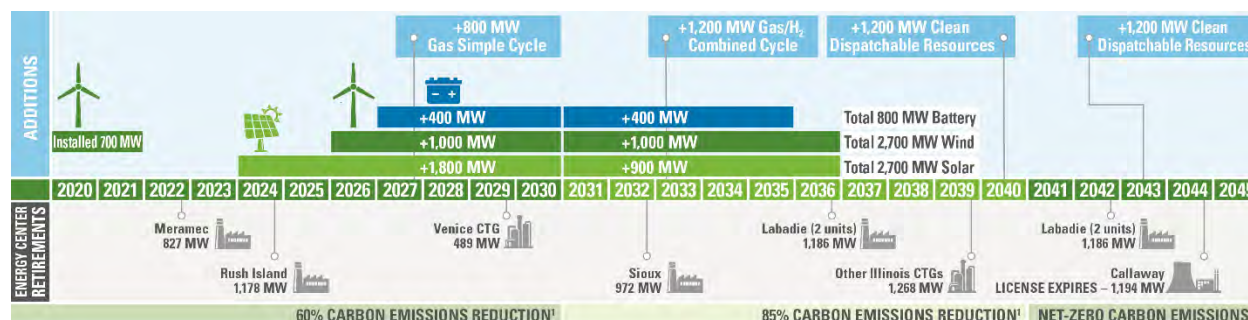 ADDITIONS
+800 MW
Gas Simple Cycle
+1,200 MW Gas/H₂
Combined Cycle
+1,200 MW Clean
Dispatchable Resources
+1,200 MW Clean
Dispatchable Resources
- +
+400 MW
+400 MW
Total 800 MW Battery
Installed 700 MW
+1,000 MW
+1,000 MW
Total 2,700 MW Wind
+1,800 MW
+900 MW
Total 2,700 MW Solar
2020 2021 2022 2023 2024 2025 2026 2027 2028 2029 2030 2031 2032 2033 2034 2035 2036 2037 2038 2039 2040 2041 2042 2043 2044 2045
ENERGY CENTER
RETIREMENTS
Meramec
827 MW
Rush Island
1,178 MW
Venice CTG
489 MW
Sioux
972 MW
Labadie (2 units)
1,186 MW
Other Illinois CTGs
1,268 MW
Labadie (2 units)
1,186 MW
Callaway
LICENSE EXPIRES – 1,194 MW
60% CARBON EMISSIONS REDUCTION¹
85% CARBON EMISSIONS REDUCTION¹
NET-ZERO CARBON EMISSIONS